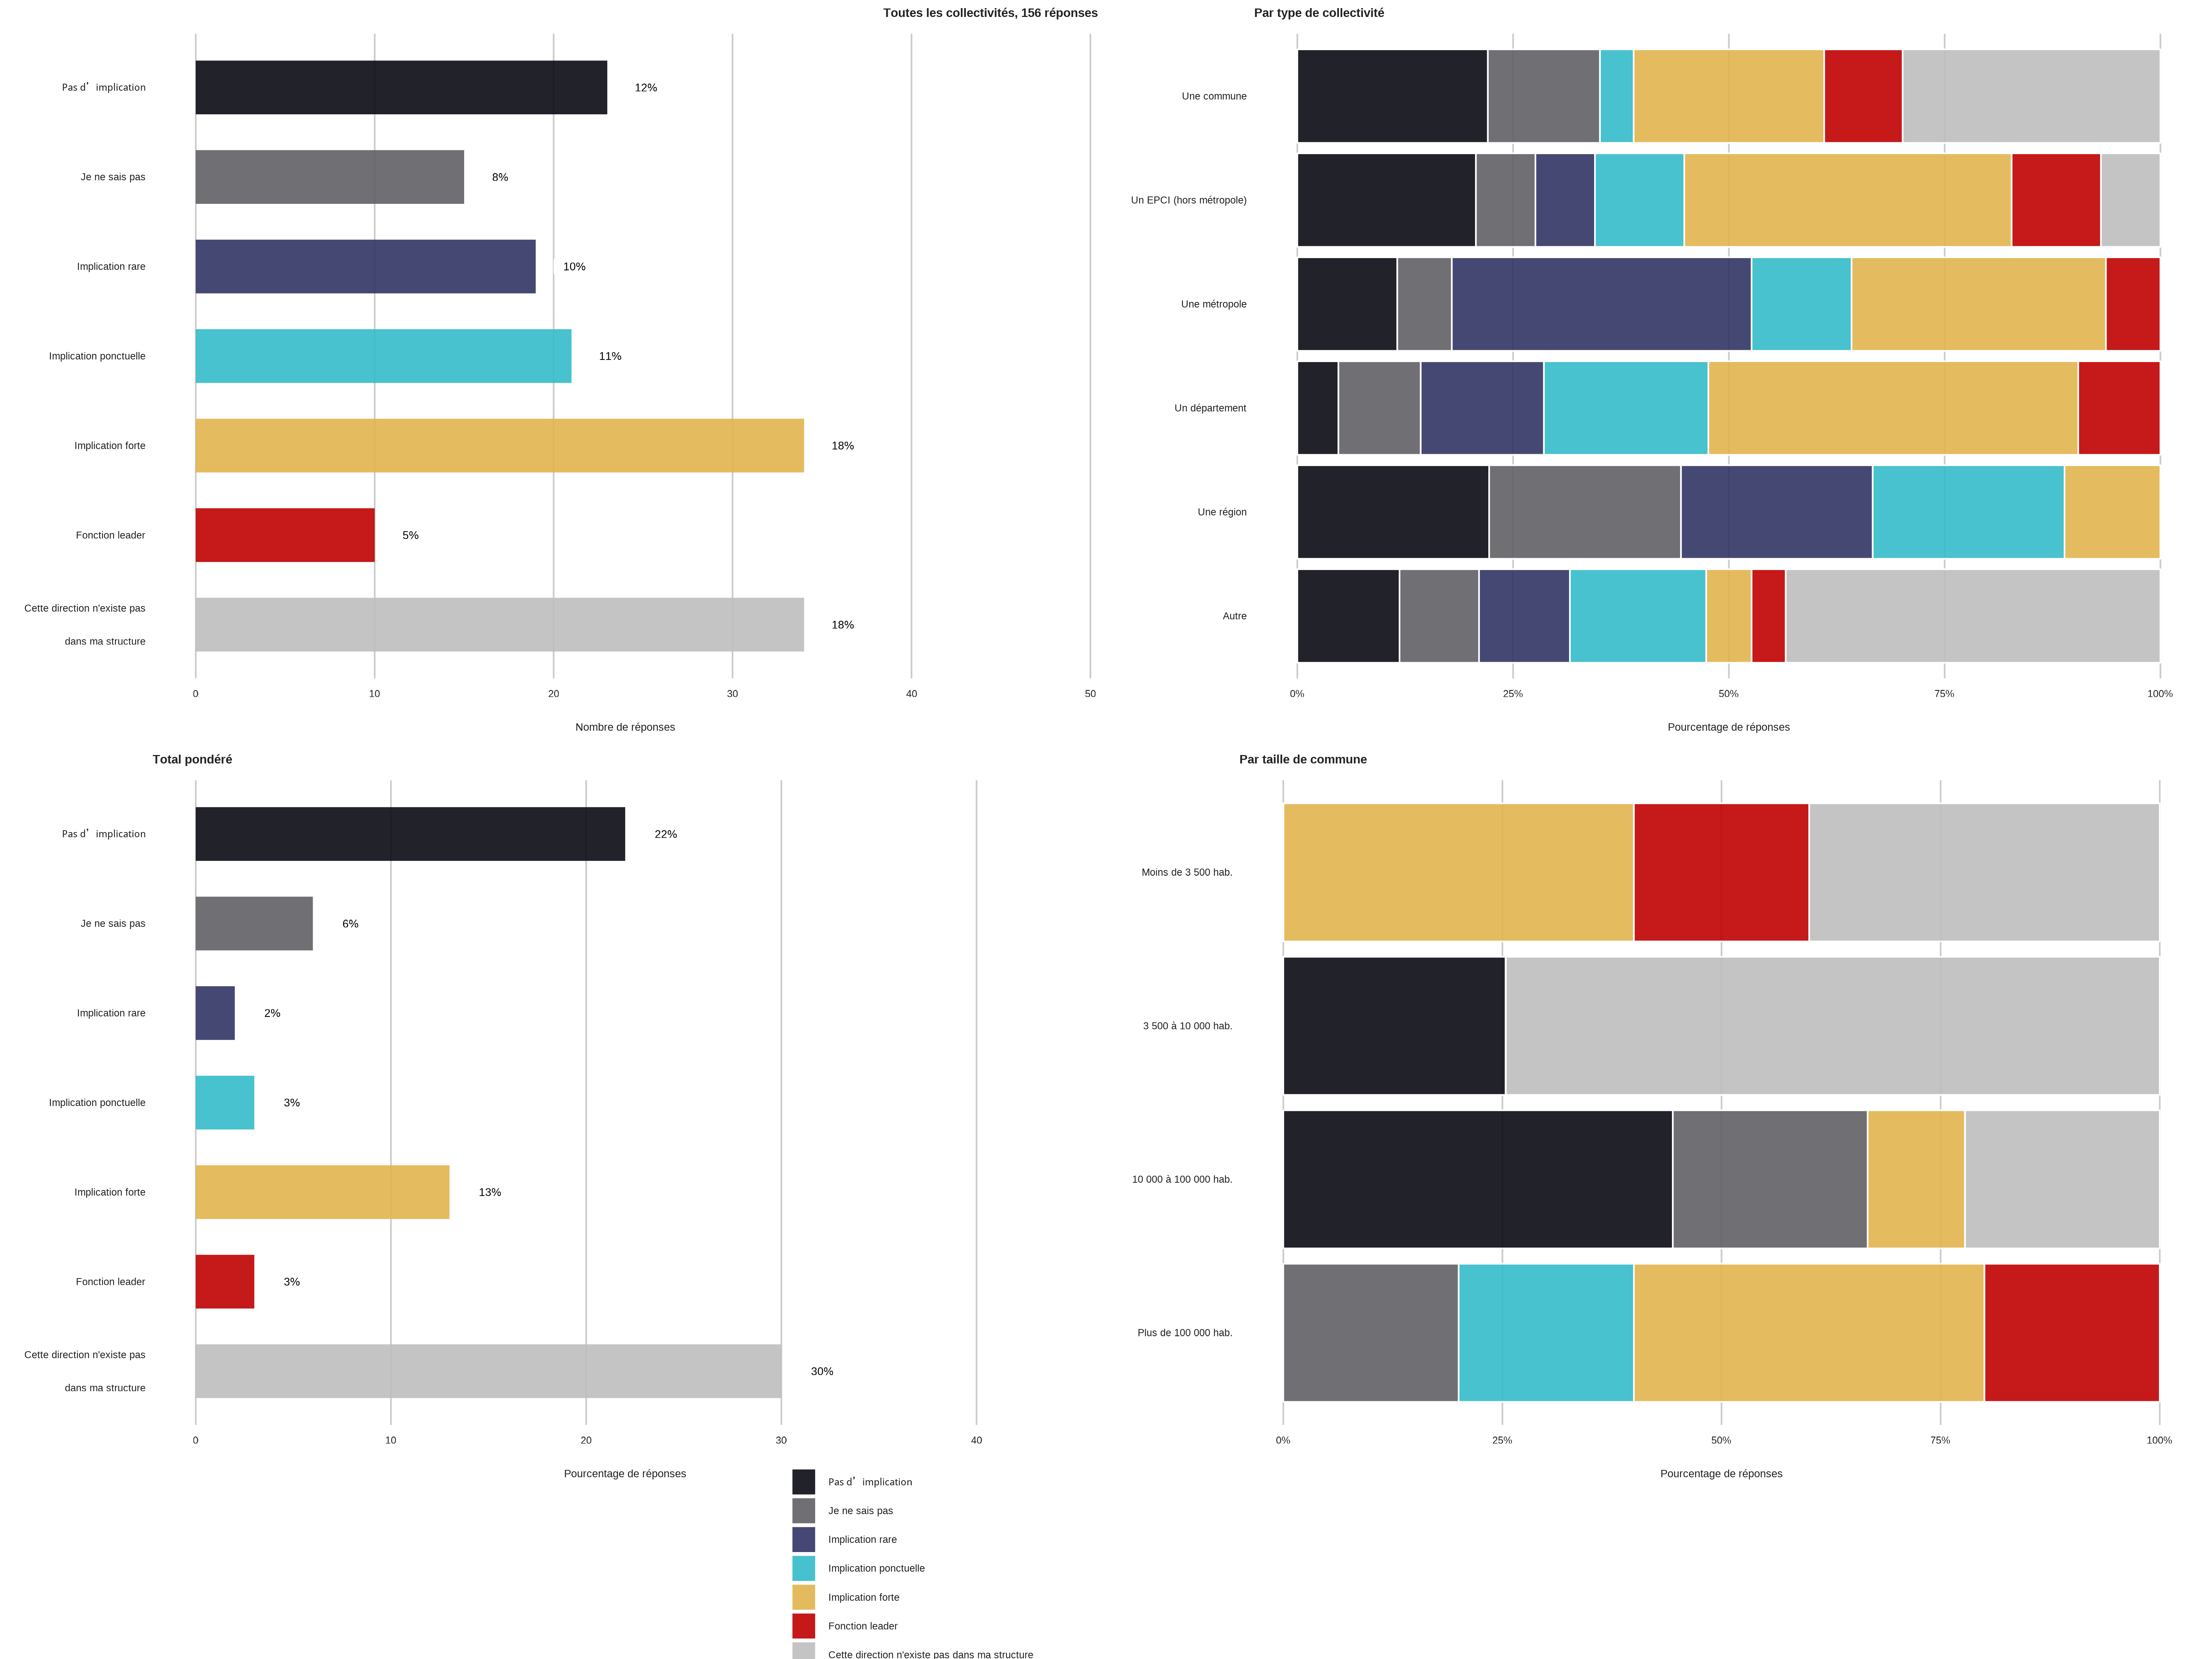 Toutes les collectivités, 156 réponses
Pas d’implication
12%
Je ne sais pas
8%
Implication rare
10%
Implication ponctuelle
11%
Implication forte
18%
Fonction leader
5%
Cette direction n'existe pas
dans ma structure
18%
0 10 20 30 40 50
Nombre de réponses
Par type de collectivité
Une commune
Un EPCI (hors métropole)
Une métropole
Un département
Une région
Autre
0% 25% 50% 75% 100%
Pourcentage de réponses
Total pondéré
Pas d’implication
22%
Je ne sais pas
6%
Implication rare
2%
Implication ponctuelle
3%
Implication forte
13%
Fonction leader
3%
Cette direction n'existe pas
dans ma structure
30%
0 10 20 30 40
Pourcentage de réponses
Par taille de commune
Moins de 3 500 hab.
3 500 à 10 000 hab.
10 000 à 100 000 hab.
Plus de 100 000 hab.
0% 25% 50% 75% 100%
Pourcentage de réponses
Pas d’implication
Je ne sais pas
Implication rare
Implication ponctuelle
Implication forte
Fonction leader
Cette direction n'existe pas dans ma structure